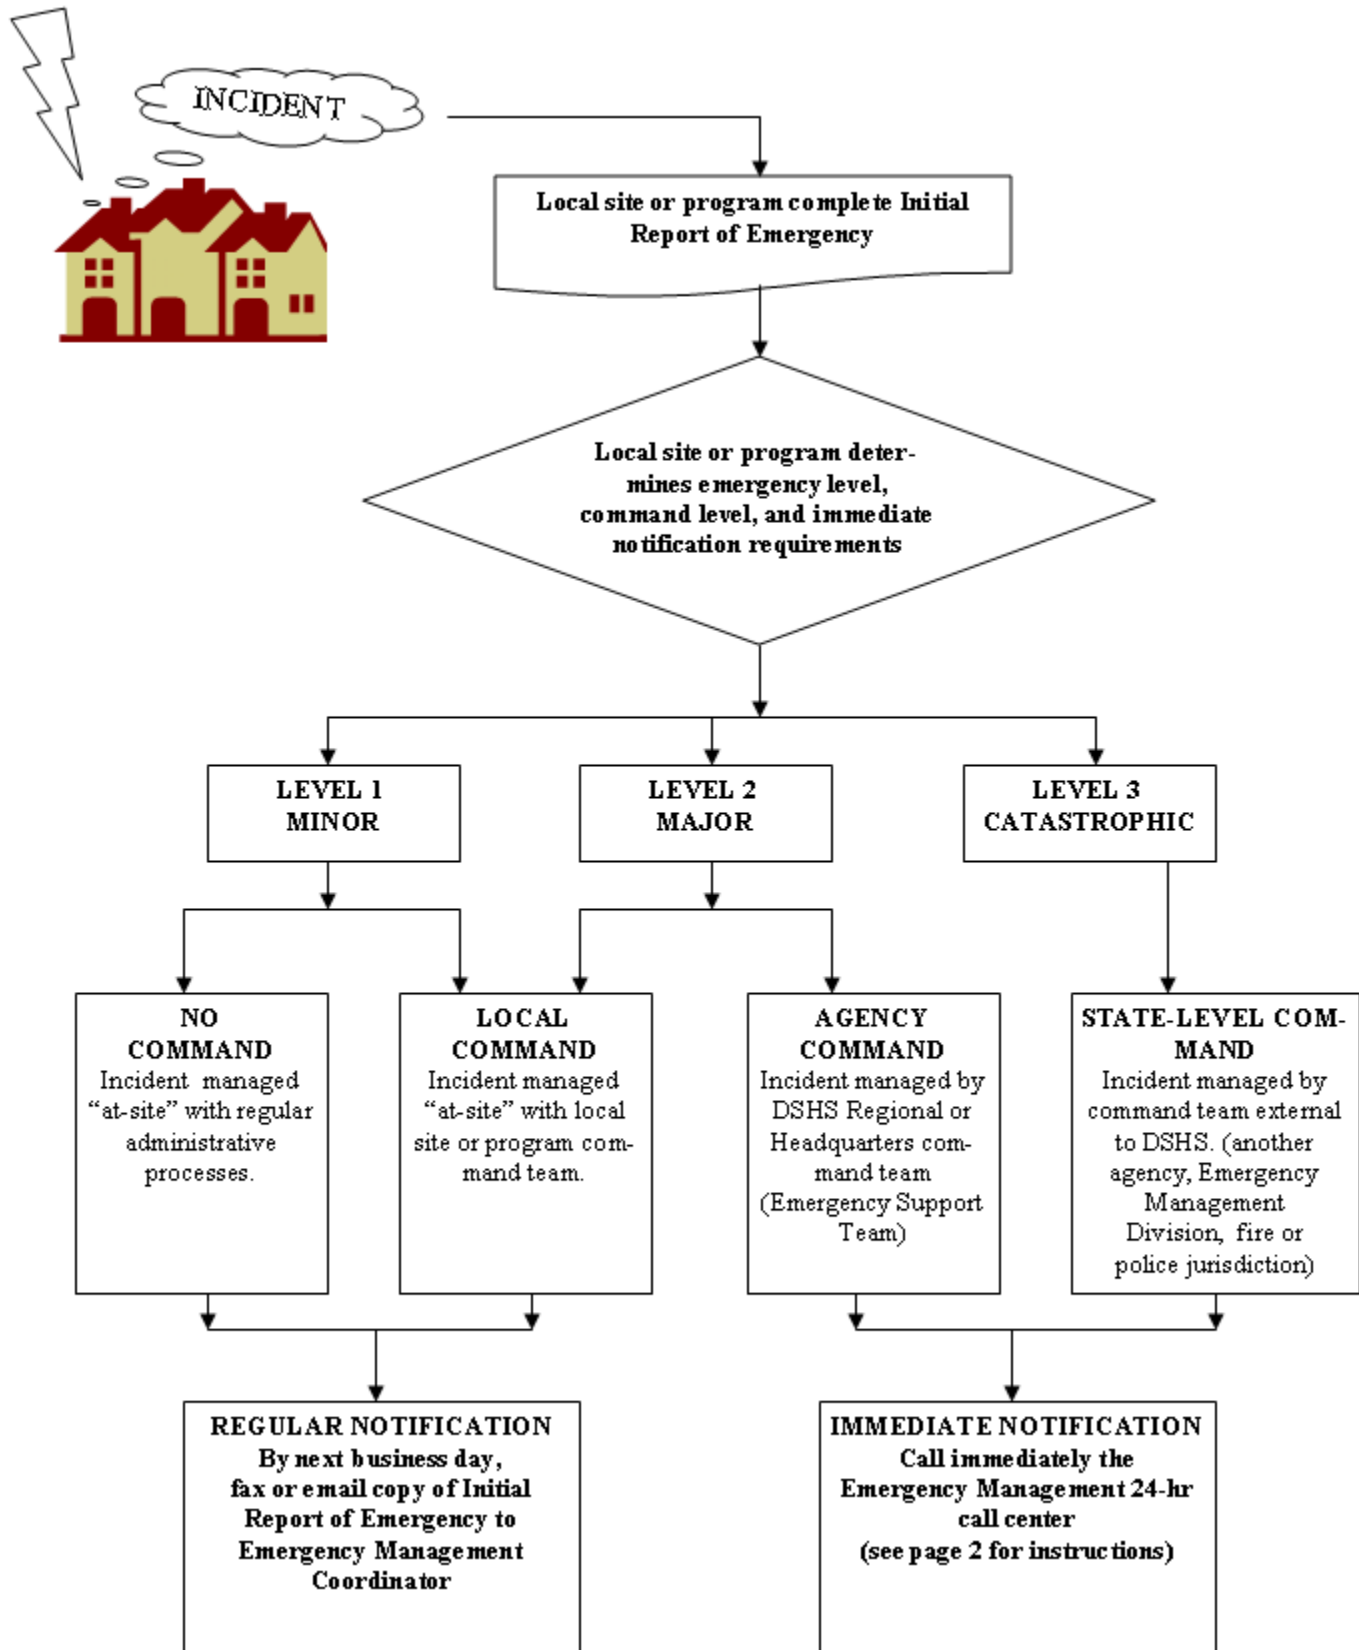 INCIDENT
Local site or program complete Initial
Report of Emergency
Local site or program deter-
mines emergency level,
command level, and immediate
notification requirements
LEVEL 1
MINOR
LEVEL 2
MAJOR
LEVEL 3
CATASTROPHIC
NO
COMMAND
Incident managed
“at-site” with regular
administrative
processes.
LOCAL
COMMAND
Incident managed
“at-site” with local
site or program com-
mand team.
AGENCY
COMMAND
Incident managed by
DSHS Regional or
Headquarters com-
mand team
(Emergency Support
Team)
STATE-LEVEL COM-
MAND
Incident managed by
command team external
to DSHS. (another
agency, Emergency
Management
Division, fire or
police jurisdiction)
REGULAR NOTIFICATION
By next business day,
fax or email copy of Initial
Report of Emergency to
Emergency Management
Coordinator
IMMEDIATE NOTIFICATION
Call immediately the
Emergency Management 24-hr
call center
(see page 2 for instructions)